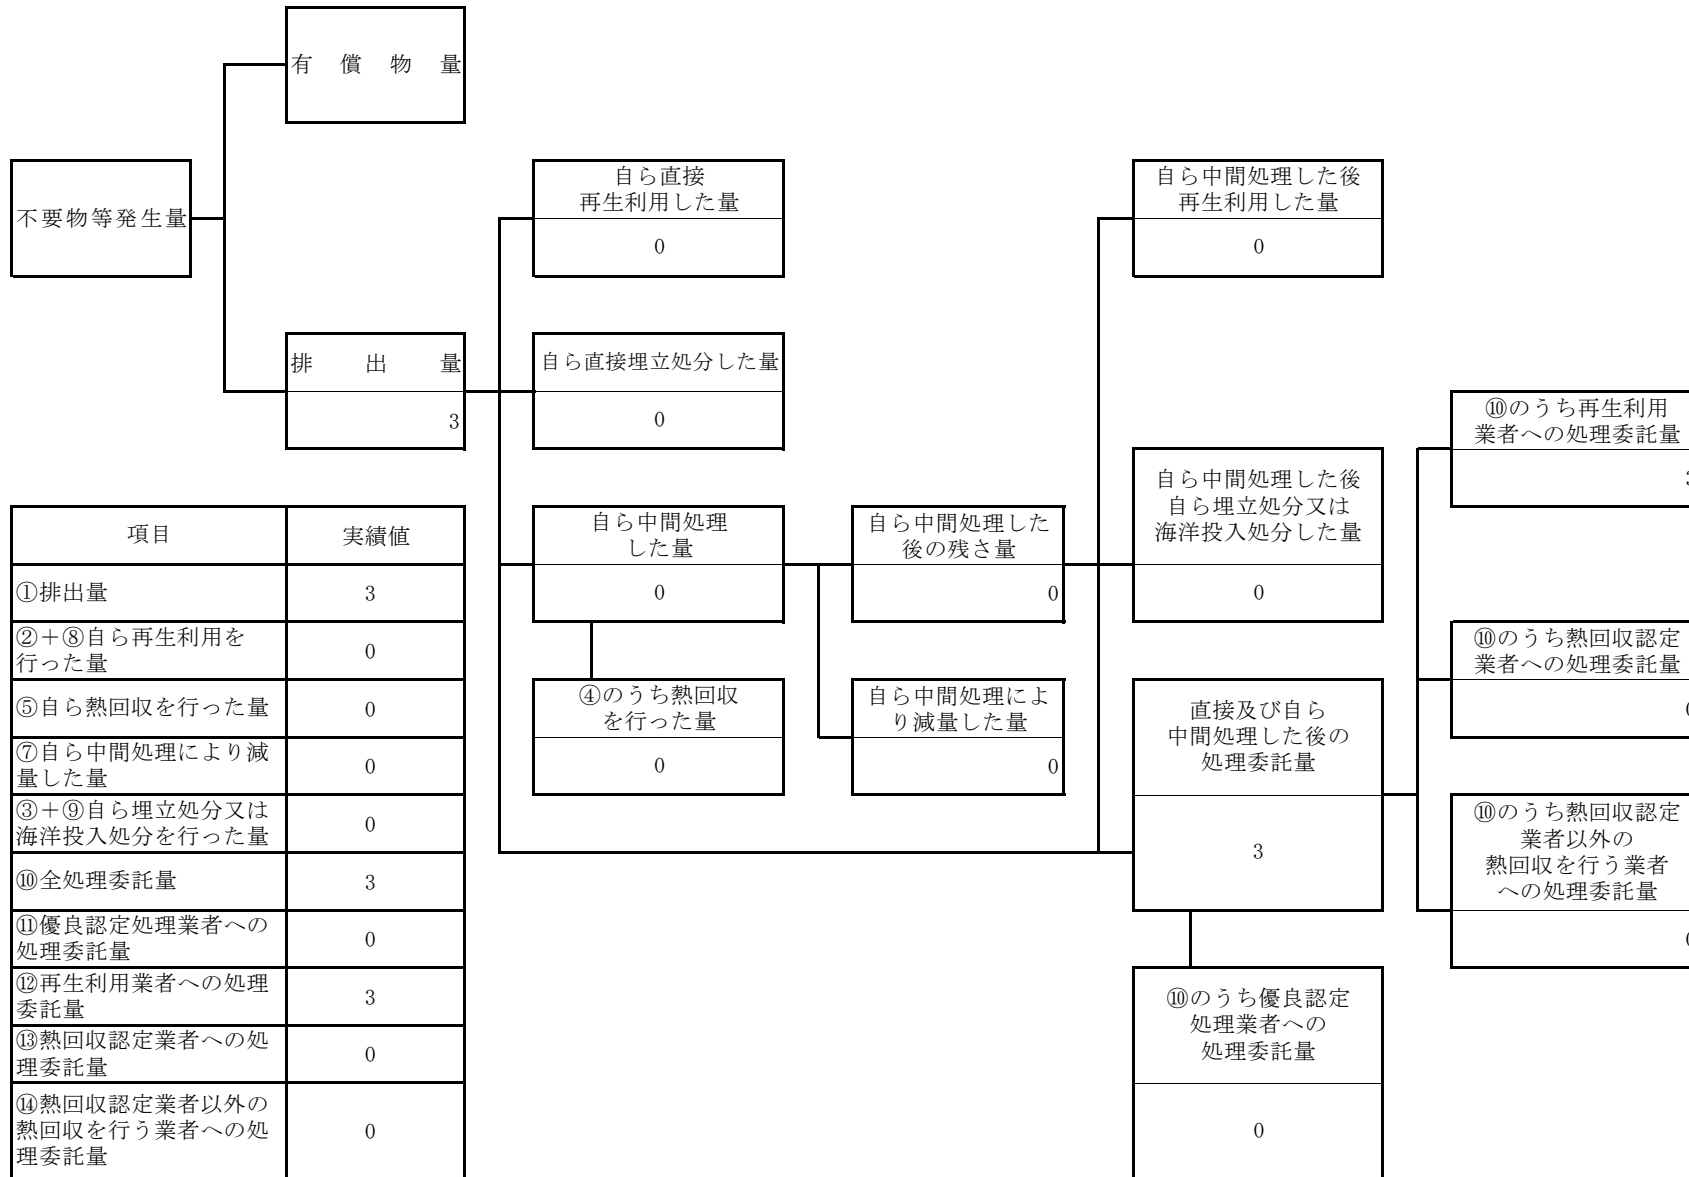 有償物量
不要物等発生量
自ら直接
再生利用した量
0
自ら中間処理した後
再生利用した量
0
排出量
3
自ら直接埋立処分した量
0
⑩のうち再生利用
業者への処理委託量
自ら中間処理した後
自ら埋立処分又は
海洋投入処分した量
0
自ら中間処理
した量
0
自ら中間処理した
後の残さ量
0
⑩のうち熱回収認定
業者への処理委託量
④のうち熱回収
を行った量
0
自ら中間処理によ
り減量した量
0
直接及び自ら
中間処理した後の
処理委託量
3
⑩のうち熱回収認定
業者以外の
熱回収を行う業者
への処理委託量
⑩のうち優良認定
処理業者への
処理委託量
0
項目 実績値
①排出量 3
②+⑧自ら再生利用を
行った量 0
⑤自ら熱回収を行った量 0
⑦自ら中間処理により減
量した量 0
③+⑨自ら埋立処分又は
海洋投入処分を行った量 0
⑩全処理委託量 3
⑪優良認定処理業者への
処理委託量 0
⑫再生利用業者への処理
委託量 3
⑬熱回収認定業者への処
理委託量 0
⑭熱回収認定業者以外の
熱回収を行う業者への処
理委託量 0